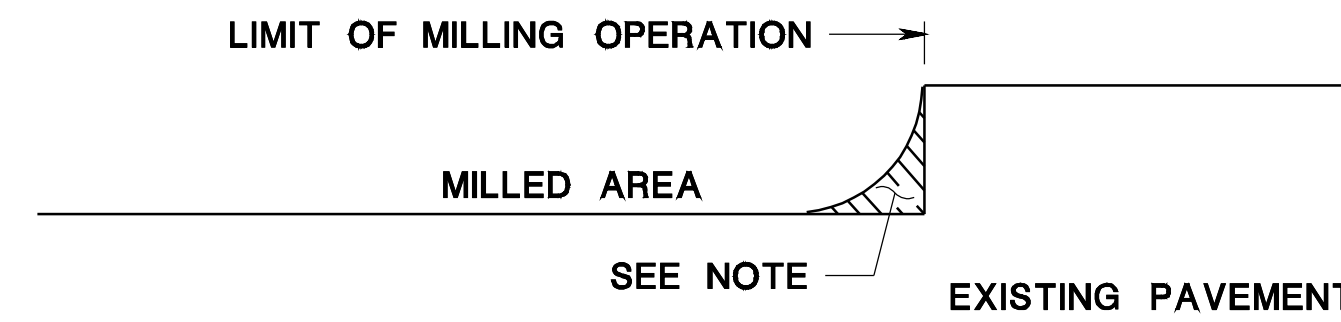 LIMIT OF MILLING OPERATION
MILLED AREA
SEE NOTE
EXISTING PAVEMENT